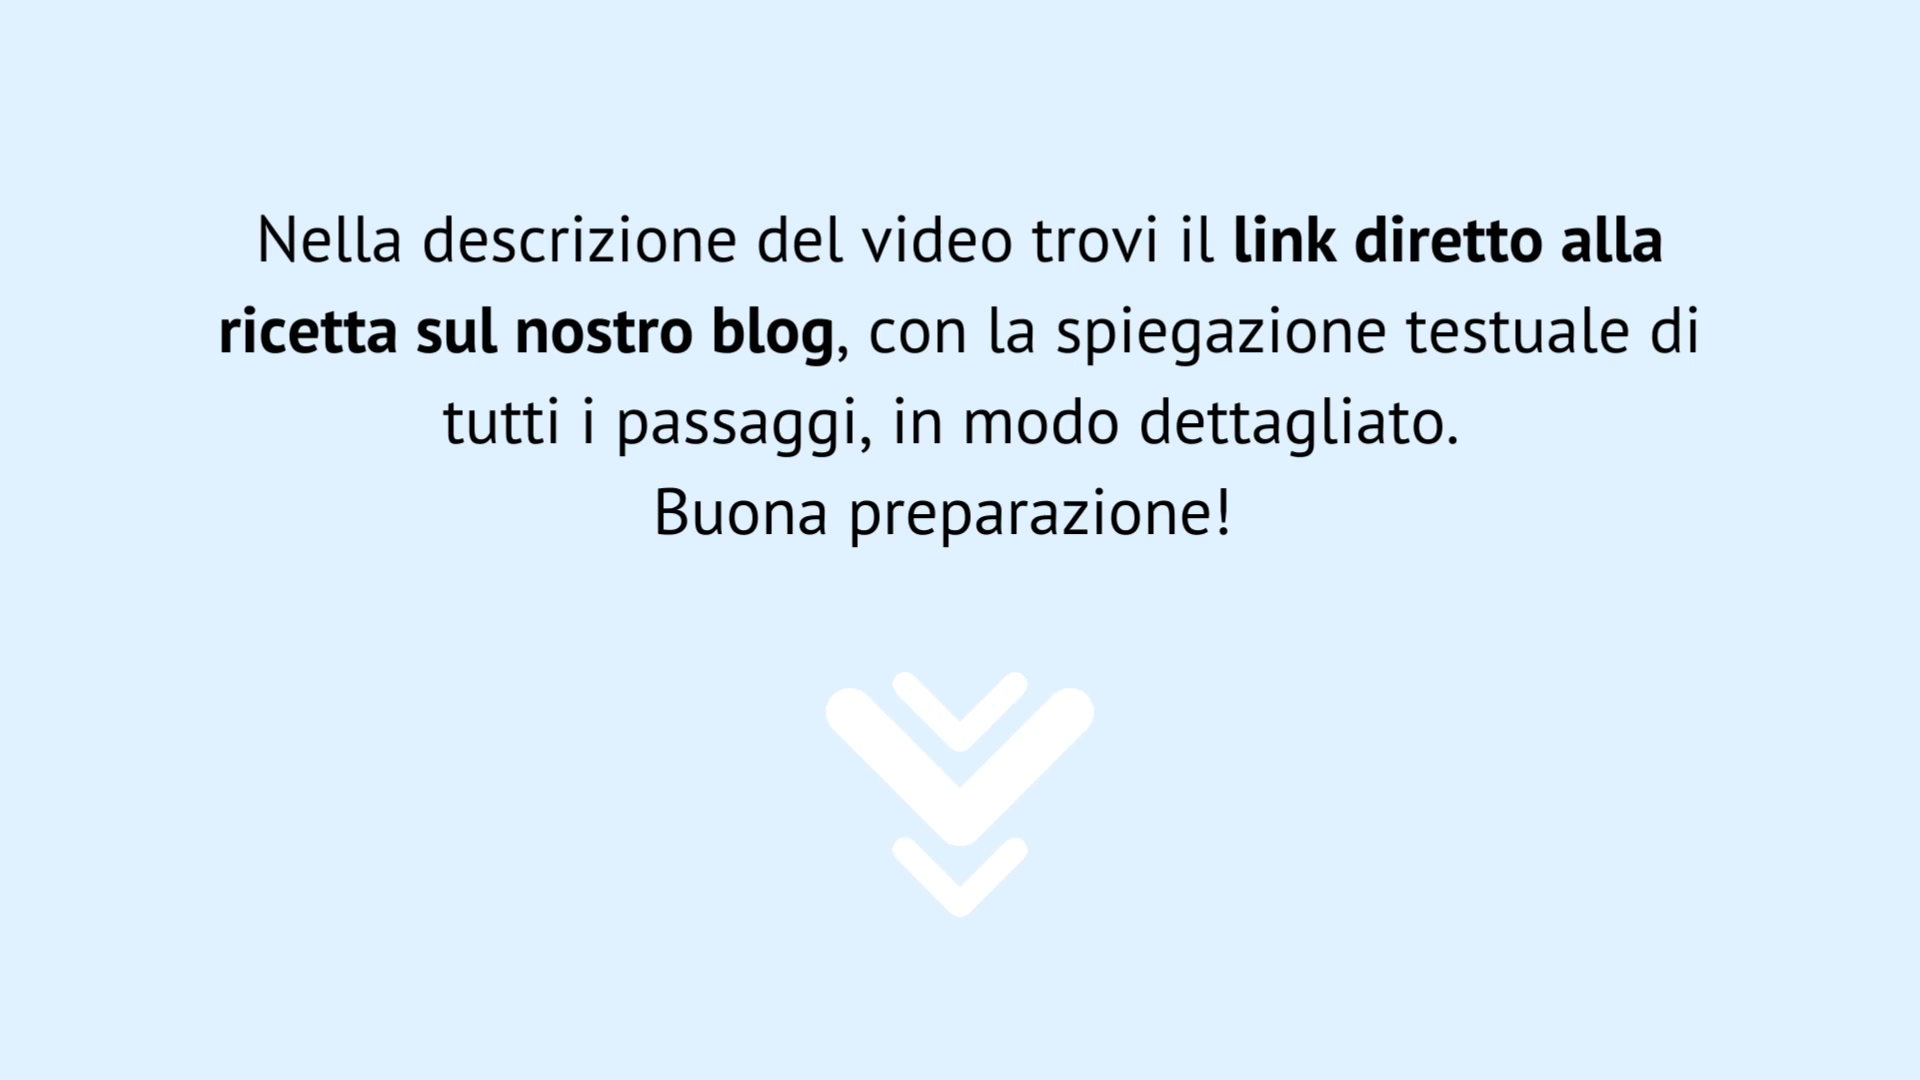 Nella descrizione del video trovi il link diretto alla
ricetta sul nostro blog, con la spiegazione testuale di
tutti i passaggi, in modo dettagliato.
Buona preparazione!